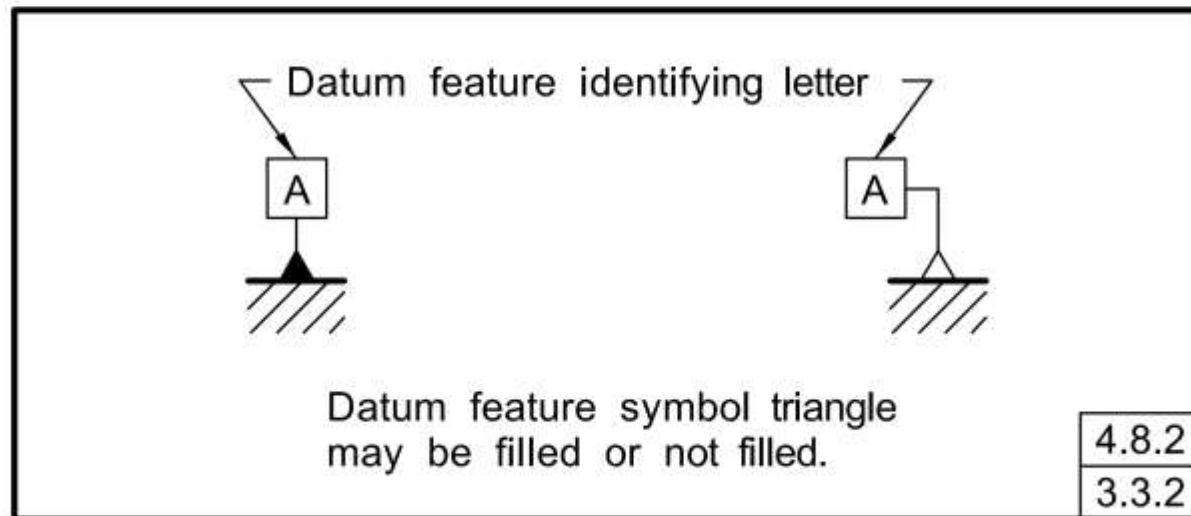 Datum feature identifying letter
A
A
Datum feature symbol triangle
may be filled or not filled.
4.8.2
3.3.2